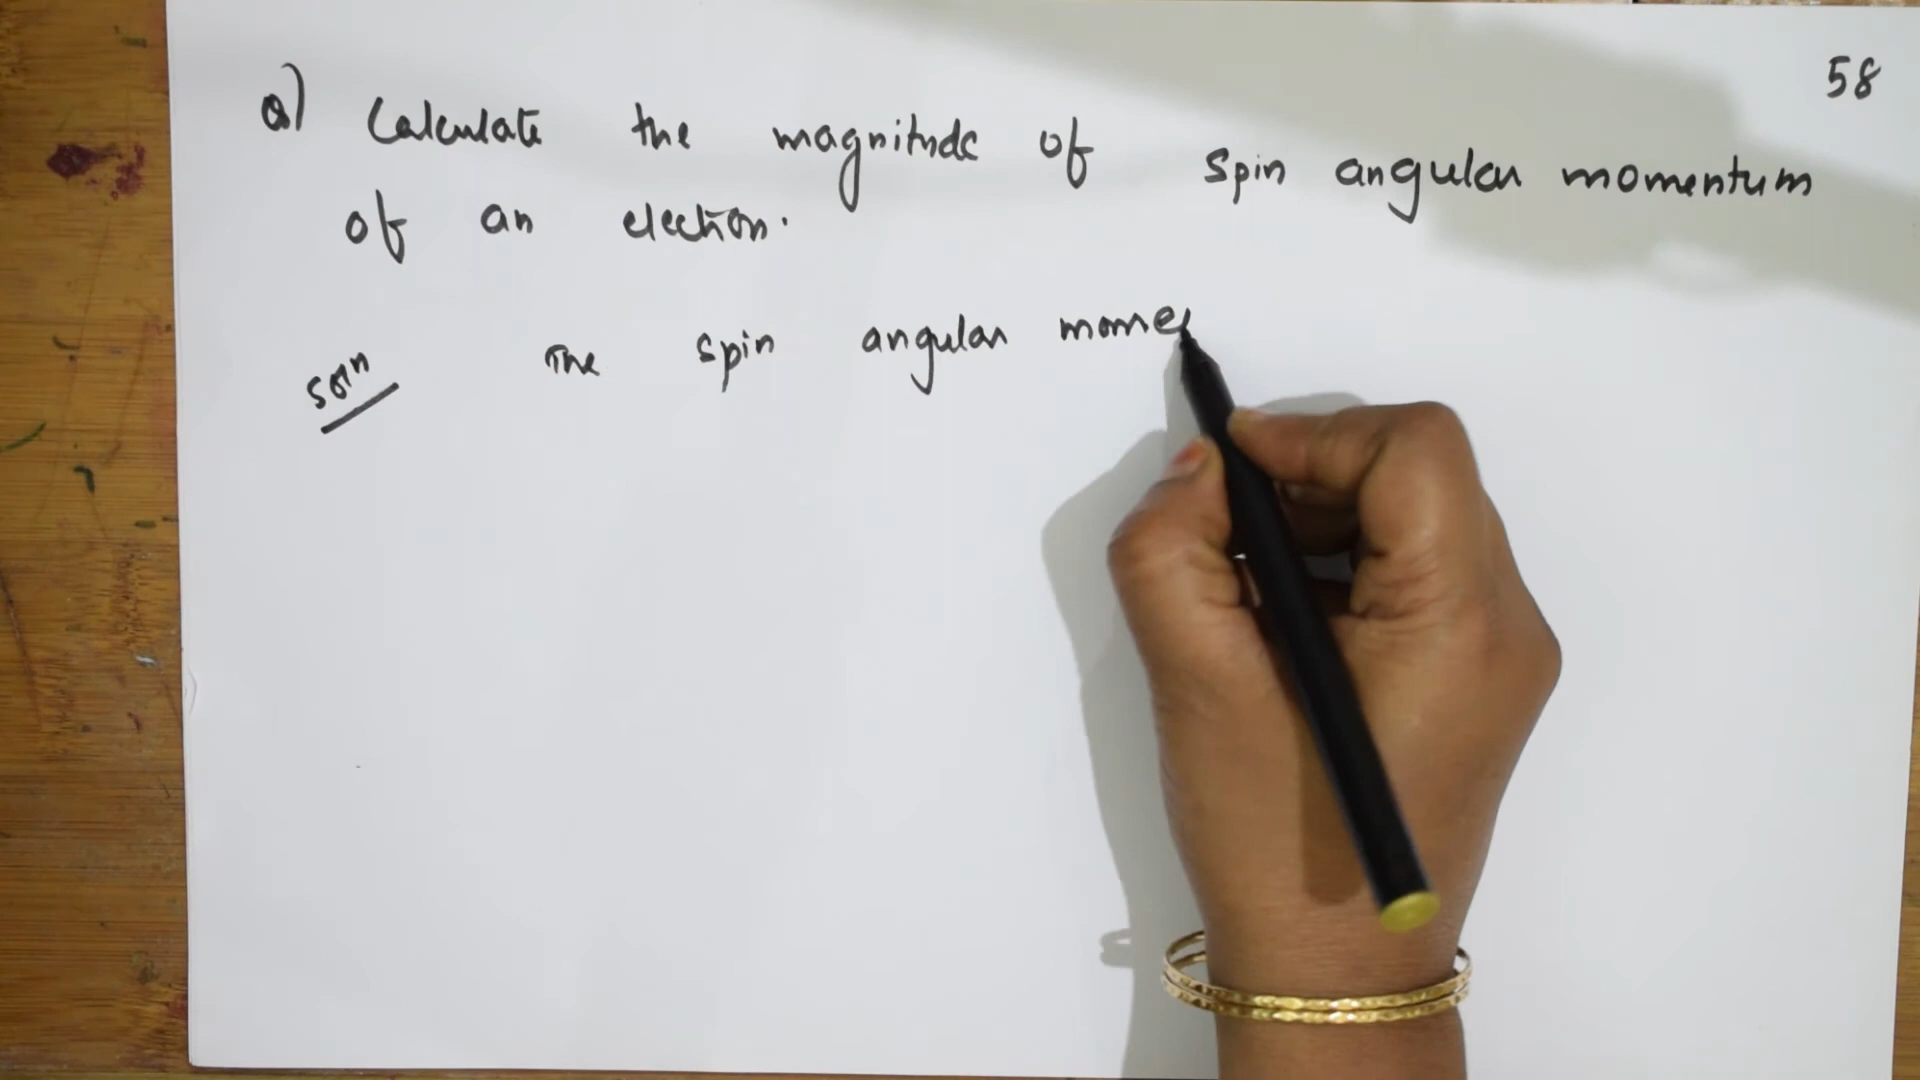 58
Q) Calculate the magnitude of spin angular momentum
of an electron.
Soln The spin angular mome